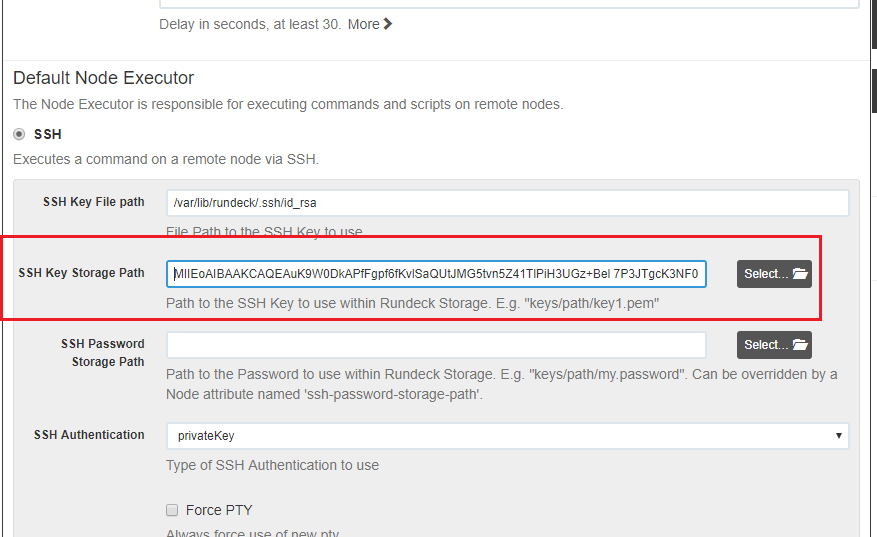 Delay in seconds, at least 30. More
Default Node Executor
The Node Executor is responsible for executing commands and scripts on remote nodes.
SSH
Executes a command on a remote node via SSH.
SSH Key File path
/var/lib/rundeck/.ssh/id_rsa
File Path to the SSH Key to use
SSH Key Storage Path
MIIEoAIBAAKCAQEAuK9W0DkAPfFgpf6fKvlSaQUtJMG5tvn5Z41TlPiH3UGz+Bel 7P3JTgcK3NF0
Select...
Path to the SSH Key to use within Rundeck Storage. E.g. "keys/path/key1.pem"
SSH Password
Storage Path
Select...
Path to the Password to use within Rundeck Storage. E.g. "keys/path/my.password". Can be overridden by a
Node attribute named 'ssh-password-storage-path'.
SSH Authentication
privateKey
Type of SSH Authentication to use
Force PTY
Always force use of new pty